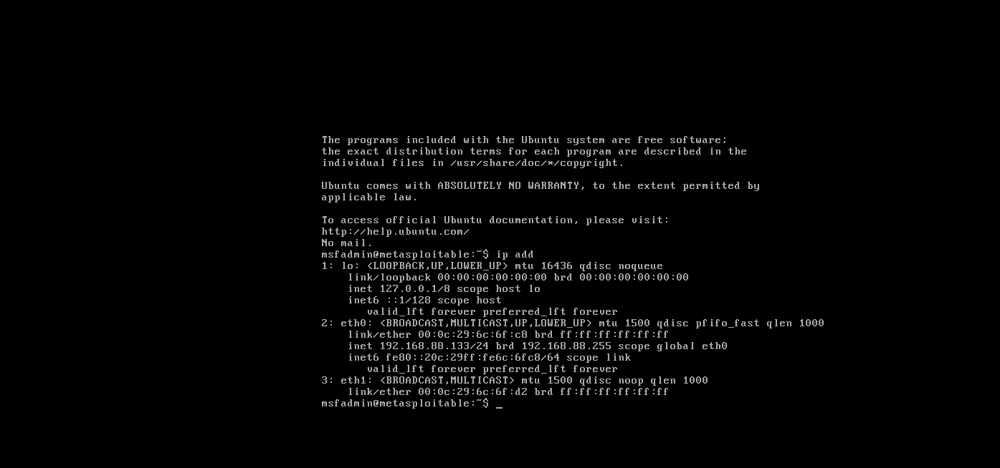 The programs included with the Ubuntu system are free software;
the exact distribution terms for each program are described in the
individual files in /usr/share/doc/*/copyright.
Ubuntu comes with ABSOLUTELY NO WARRANTY, to the extent permitted by
applicable law.
To access official Ubuntu documentation, please visit:
http://help.ubuntu.com/
No mail.
msfadmin@metasploitable:~$ ip add
1: lo: <LOOPBACK,UP,LOWER_UP> mtu 16436 qdisc noqueue
    link/loopback 00:00:00:00:00:00 brd 00:00:00:00:00:00
    inet 127.0.0.1/8 scope host lo
    inet6 ::1/128 scope host
       valid_lft forever preferred_lft forever
2: eth0: <BROADCAST,MULTICAST,UP,LOWER_UP> mtu 1500 qdisc pfifo_fast qlen 1000
    link/ether 00:0c:29:6c:6f:c8 brd ff:ff:ff:ff:ff:ff
    inet 192.168.88.133/24 brd 192.168.88.255 scope global eth0
    inet6 fe80::20c:29ff:fe6c:6fc8/64 scope link
       valid_lft forever preferred_lft forever
3: eth1: <BROADCAST,MULTICAST> mtu 1500 qdisc noop qlen 1000
    link/ether 00:0c:29:6c:6f:d2 brd ff:ff:ff:ff:ff:ff
msfadmin@metasploitable:~$ _